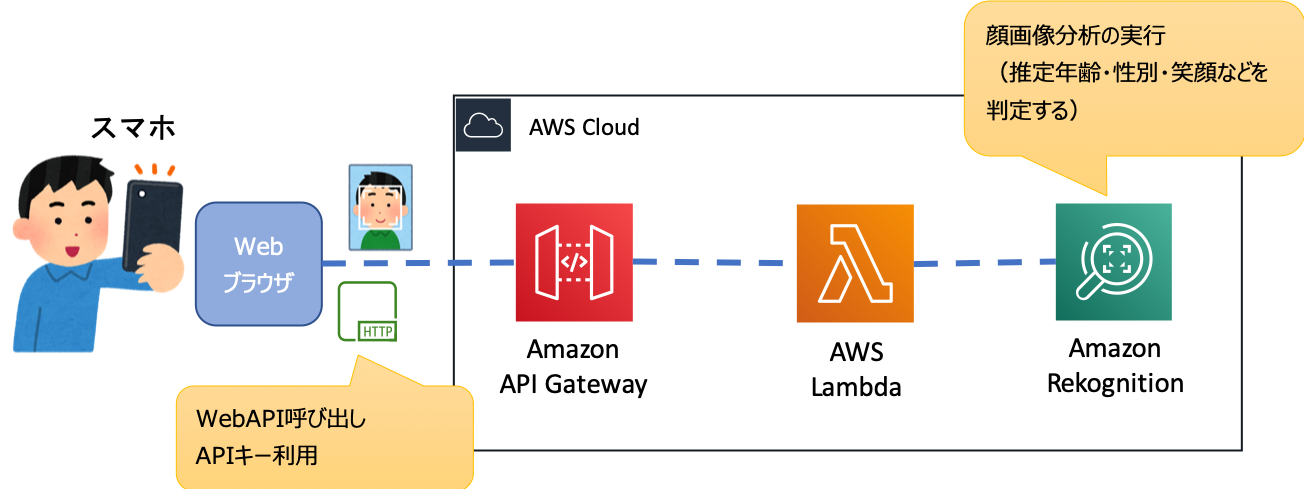 顔画像分析の実行
（推定年齢・性別・笑顔などを
判定する）
スマホ
AWS Cloud
Web
ブラウザ
HTTP
Amazon
API Gateway
AWS
Lambda
Amazon
Rekognition
WebAPI呼び出し
APIキー利用